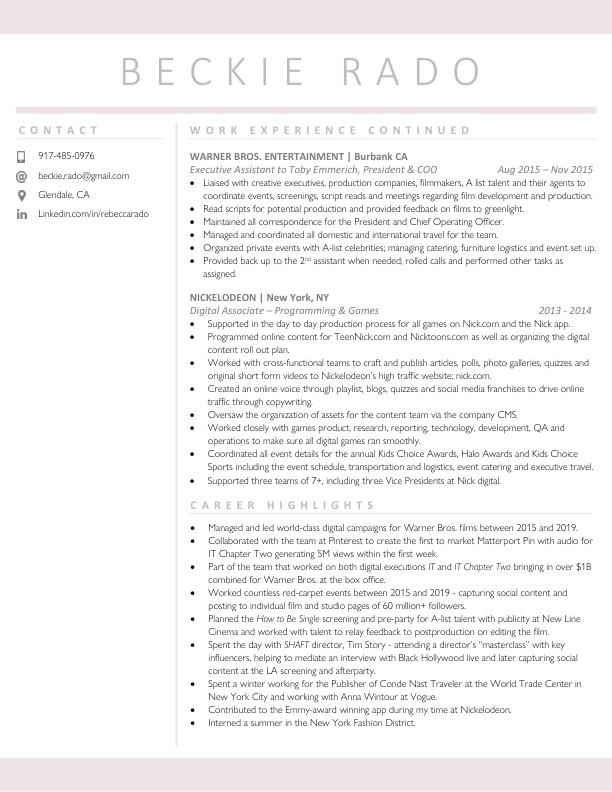 BECKIE RADO
CONTACT
917-485-0976
beckie.rado@gmail.com
Glendale, CA
Linkedin.com/in/rebeccarado
WORK EXPERIENCE CONTINUED
WARNER BROS. ENTERTAINMENT | Burbank CA
Executive Assistant to Toby Emmerich, President & COO Aug 2015 – Nov 2015
• Liaised with creative executives, production companies, filmmakers, A list talent and their agents to
coordinate events, screenings, script reads and meetings regarding film development and production.
• Read scripts for potential production and provided feedback on films to greenlight.
• Maintained all correspondence for the President and Chief Operating Officer.
• Managed and coordinated all domestic and international travel for the team.
• Organized private events with A-list celebrities; managing catering, furniture logistics and event set up.
• Provided back up to the 2nd assistant when needed; rolled calls and performed other tasks as
assigned.
NICKELODEON | New York, NY
Digital Associate – Programming & Games 2013 - 2014
• Supported in the day to day production process for all games on Nick.com and the Nick app.
• Programmed online content for TeenNick.com and Nicktoons.com as well as organizing the digital
content roll out plan.
• Worked with cross-functional teams to craft and publish articles, polls, photo galleries, quizzes and
original short form videos to Nickelodeon's high traffic website; nick.com.
• Created an online voice through playlist, blogs, quizzes and social media franchises to drive online
traffic through copywriting.
• Oversaw the organization of assets for the content team via the company CMS.
• Worked closely with games product, research, reporting, technology, development, QA and
operations to make sure all digital games ran smoothly.
• Coordinated all event details for the annual Kids Choice Awards, Halo Awards and Kids Choice
Sports including the event schedule, transportation and logistics, event catering and executive travel.
• Supported three teams of 7+, including three Vice Presidents at Nick digital.
CAREER HIGHLIGHTS
• Managed and led world-class digital campaigns for Warner Bros. films between 2015 and 2019.
• Collaborated with the team at Pinterest to create the first to market Matterport Pin with audio for
IT Chapter Two generating 5M views within the first week.
• Part of the team that worked on both digital executions IT and IT Chapter Two bringing in over $1B
combined for Warner Bros. at the box office.
• Worked countless red-carpet events between 2015 and 2019 - capturing social content and
posting to individual film and studio pages of 60 million+ followers.
• Planned the How to Be Single screening and pre-party for A-list talent with publicity at New Line
Cinema and worked with talent to relay feedback to postproduction on editing the film.
• Spent the day with SHAFT director, Tim Story - attending a director's "masterclass" with key
influencers, helping to mediate an interview with Black Hollywood live and later capturing social
content at the LA screening and afterparty.
• Spent a winter working for the Publisher of Conde Nast Traveler at the World Trade Center in
New York City and working with Anna Wintour at Vogue.
• Contributed to the Emmy-award winning app during my time at Nickelodeon.
• Interned a summer in the New York Fashion District.